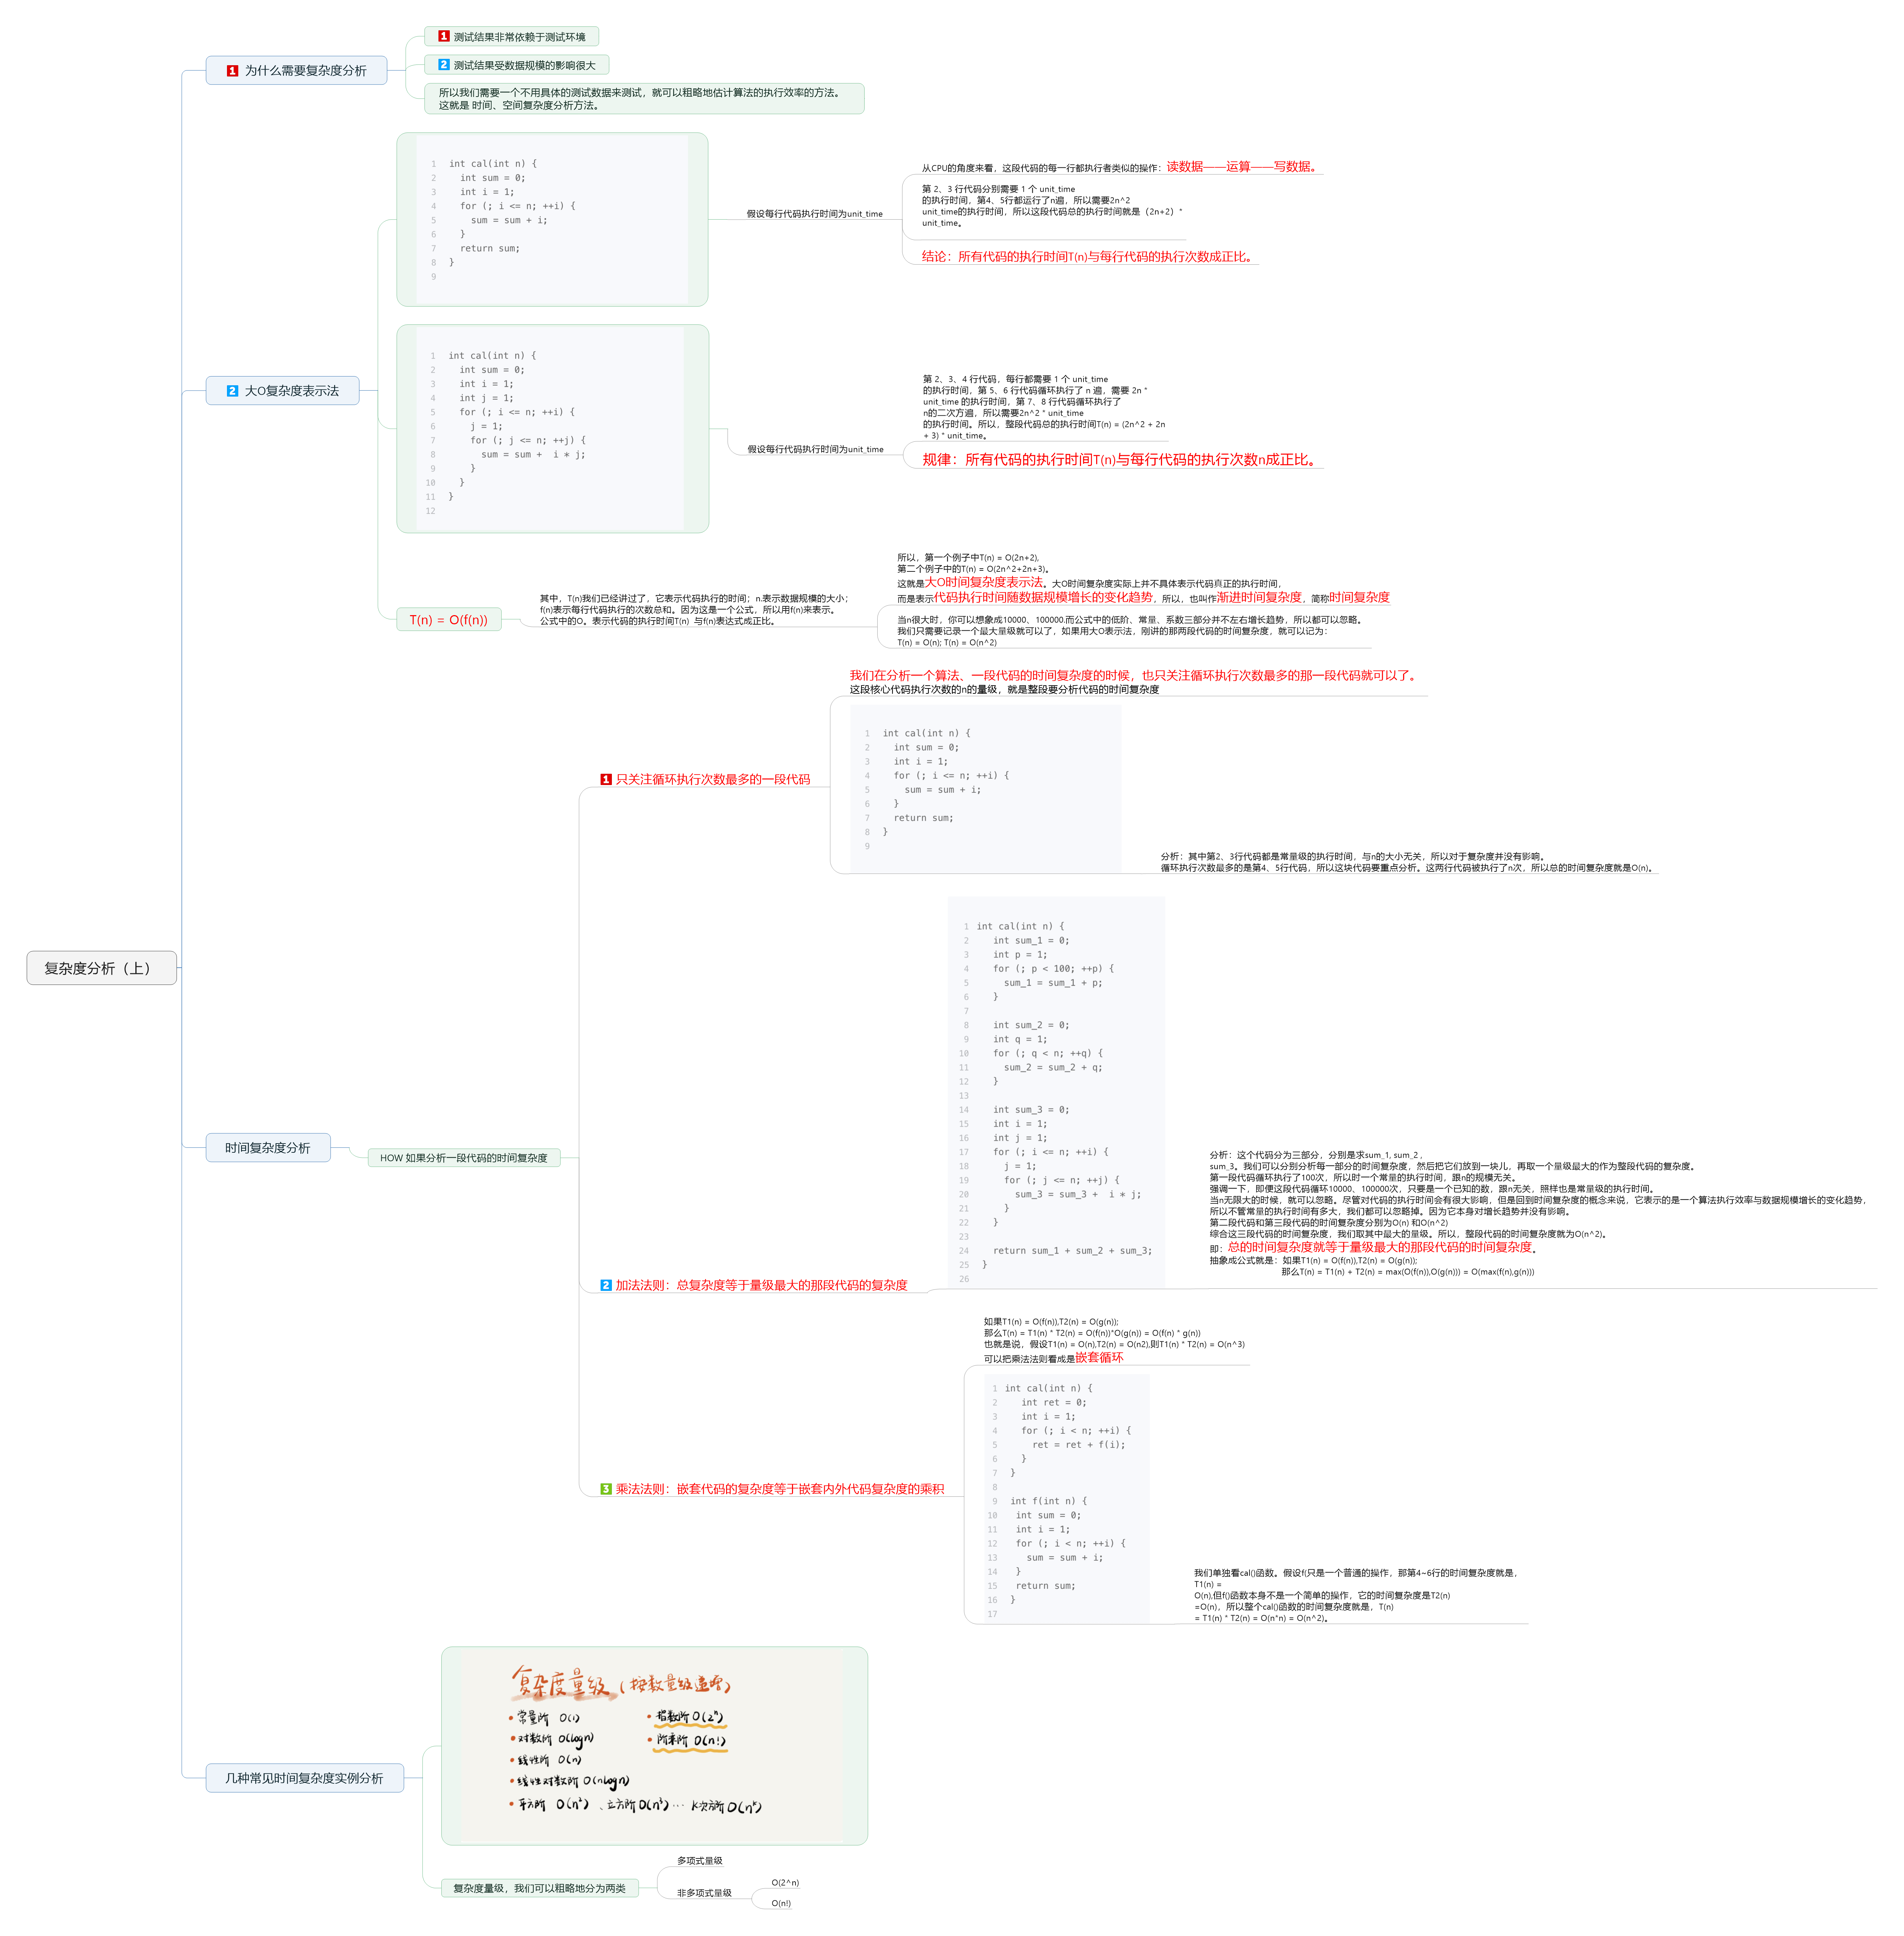 复杂度分析（上）
1 为什么需要复杂度分析
1 测试结果非常依赖于测试环境
2 测试结果受数据规模的影响很大
所以我们需要一个不用具体的测试数据来测试，就可以粗略地估计算法的执行效率的方法。
这就是 时间、空间复杂度分析方法。
2 大O复杂度表示法
1 int cal(int n) {
2 int sum = 0;
3 int i = 1;
4 for (; i <= n; ++i) {
5 sum = sum + i;
6 }
7 return sum;
8 }
9
假设每行代码执行时间为unit_time
从CPU的角度来看，这段代码的每一行都执行者类似的操作：读数据——运算——写数据。
第 2、3 行代码分别需要 1 个 unit_time
的执行时间，第4、5行都运行了n遍，所以需要2n^2
unit_time的执行时间，所以这段代码总的执行时间就是（2n+2）*
unit_time。
结论：所有代码的执行时间T(n)与每行代码的执行次数成正比。
1 int cal(int n) {
2 int sum = 0;
3 int i = 1;
4 int j = 1;
5 for (; i <= n; ++i) {
6 j = 1;
7 for (; j <= n; ++j) {
8 sum = sum +  i * j;
9 }
10 }
11 }
12
假设每行代码执行时间为unit_time
第 2、3、4 行代码，每行都需要 1 个 unit_time
的执行时间，第 5、6 行代码循环执行了 n 遍，需要 2n *
unit_time 的执行时间，第 7、8 行代码循环执行了
n的二次方遍，所以需要2n^2 * unit_time
的执行时间。所以，整段代码总的执行时间T(n) = (2n^2 + 2n
+ 3) * unit_time。
规律：所有代码的执行时间T(n)与每行代码的执行次数n成正比。
T(n) = O(f(n))
其中，T(n)我们已经讲过了，它表示代码执行的时间；n.表示数据规模的大小；
f(n)表示每行代码执行的次数总和。因为这是一个公式，所以用f(n)来表示。
公式中的O。表示代码的执行时间T(n) 与f(n)表达式成正比。
所以，第一个例子中T(n) = O(2n+2),
第二个例子中的T(n) = O(2n^2+2n+3)。
这就是大O时间复杂度表示法。大O时间复杂度实际上并不具体表示代码真正的执行时间，
而是表示代码执行时间随数据规模增长的变化趋势，所以，也叫作渐进时间复杂度，简称时间复杂度
当n很大时，你可以想象成10000、100000.而公式中的低阶、常量、系数三部分并不左右增长趋势，所以都可以忽略。
我们只需要记录一个最大量级就可以了，如果用大O表示法，刚讲的那两段代码的时间复杂度，就可以记为：
T(n) = O(n); T(n) = O(n^2)
时间复杂度分析
HOW 如果分析一段代码的时间复杂度
1 只关注循环执行次数最多的一段代码
我们在分析一个算法、一段代码的时间复杂度的时候，也只关注循环执行次数最多的那一段代码就可以了。
这段核心代码执行次数的n的量级，就是整段要分析代码的时间复杂度
1 int cal(int n) {
2 int sum = 0;
3 int i = 1;
4 for (; i <= n; ++i) {
5 sum = sum + i;
6 }
7 return sum;
8 }
9
分析：其中第2、3行代码都是常量级的执行时间，与n的大小无关，所以对于复杂度并没有影响。
循环执行次数最多的是第4、5行代码，所以这块代码要重点分析。这两行代码被执行了n次，所以总的时间复杂度就是O(n)。
2 加法法则：总复杂度等于量级最大的那段代码的复杂度
1 int cal(int n) {
2 int sum_1 = 0;
3 int p = 1;
4 for (; p < 100; ++p) {
5 sum_1 = sum_1 + p;
6 }
7
8 int sum_2 = 0;
9 int q = 1;
10 for (; q < n; ++q) {
11 sum_2 = sum_2 + q;
12 }
13
14 int sum_3 = 0;
15 int i = 1;
16 int j = 1;
17 for (; i <= n; ++i) {
18 j = 1;
19 for (; j <= n; ++j) {
20 sum_3 = sum_3 +  i * j;
21 }
22 }
23
24 return sum_1 + sum_2 + sum_3;
25 }
26
分析：这个代码分为三部分，分别是求sum_1, sum_2 ,
sum_3。我们可以分别分析每一部分的时间复杂度，然后把它们放到一块儿，再取一个量级最大的作为整段代码的复杂度。
第一段代码循环执行了100次，所以时一个常量的执行时间，跟n的规模无关。
强调一下，即便这段代码循环10000、100000次，只要是一个已知的数，跟n无关，照样也是常量级的执行时间。
当n无限大的时候，就可以忽略。尽管对代码的执行时间会有很大影响，但是回到时间复杂度的概念来说，它表示的是一个算法执行效率与数据规模增长的变化趋势，
所以不管常量的执行时间有多大，我们都可以忽略掉。因为它本身对增长趋势并没有影响。
第二段代码和第三段代码的时间复杂度分别为O(n) 和O(n^2)
综合这三段代码的时间复杂度，我们取其中最大的量级。所以，整段代码的时间复杂度就为O(n^2)。
即：总的时间复杂度就等于量级最大的那段代码的时间复杂度。
抽象成公式就是：如果T1(n) = O(f(n)),T2(n) = O(g(n));
那么T(n) = T1(n) + T2(n) = max(O(f(n)),O(g(n))) = O(max(f(n),g(n)))
3 乘法法则：嵌套代码的复杂度等于嵌套内外代码复杂度的乘积
如果T1(n) = O(f(n)),T2(n) = O(g(n));
那么T(n) = T1(n) * T2(n) = O(f(n))*O(g(n)) = O(f(n) * g(n))
也就是说，假设T1(n) = O(n),T2(n) = O(n2),则T1(n) * T2(n) = O(n^3)
可以把乘法法则看成是嵌套循环
1 int cal(int n) {
2 int ret = 0;
3 int i = 1;
4 for (; i < n; ++i) {
5 ret = ret + f(i);
6 }
7 }
8
9 int f(int n) {
10 int sum = 0;
11 int i = 1;
12 for (; i < n; ++i) {
13 sum = sum + i;
14 }
15 return sum;
16 }
17
我们单独看cal()函数。假设f(只是一个普通的操作，那第4~6行的时间复杂度就是，
T1(n) =
O(n),但f()函数本身不是一个简单的操作，它的时间复杂度是T2(n)
=O(n)，所以整个cal()函数的时间复杂度就是，T(n)
= T1(n) * T2(n) = O(n*n) = O(n^2)。
几种常见时间复杂度实例分析
复杂度量级（按数量级递增）
• 常量阶 O(1)
• 对数阶 O(logn)
• 线性阶 O(n)
• 线性对数阶 O(nlogn)
• 平方阶 O(n²) 、立方阶 O(n³) ··· k次方阶 O(nᵏ)
• 指数阶 O(2ⁿ)
• 阶乘阶 O(n!)
复杂度量级，我们可以粗略地分为两类
多项式量级
非多项式量级
O(2^n)
O(n!)